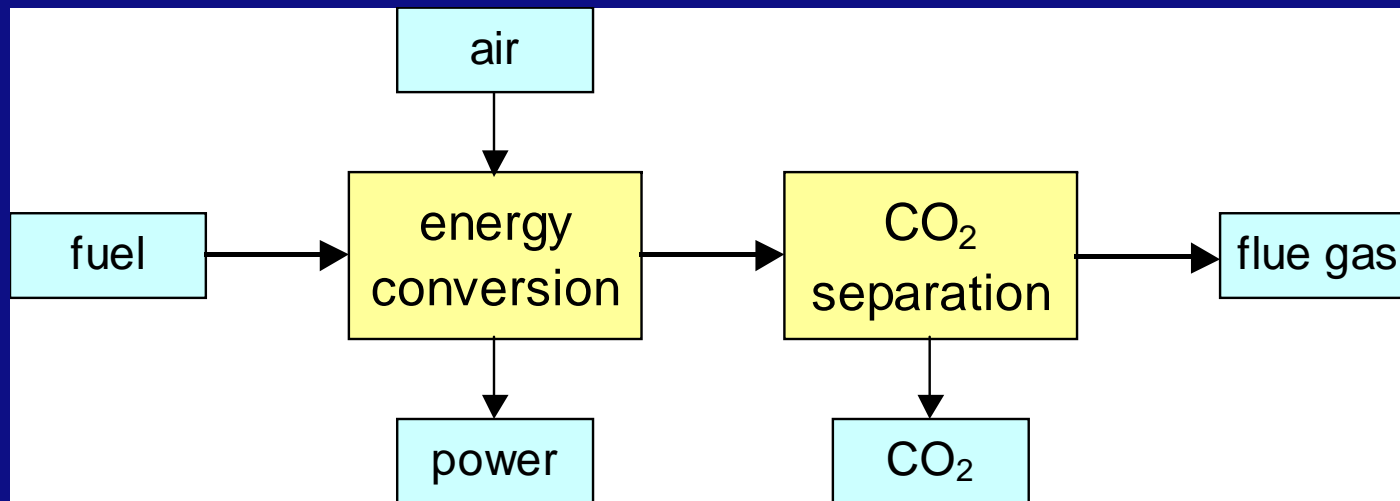 air
fuel
energy
conversion
CO₂
separation
flue gas
power
CO₂